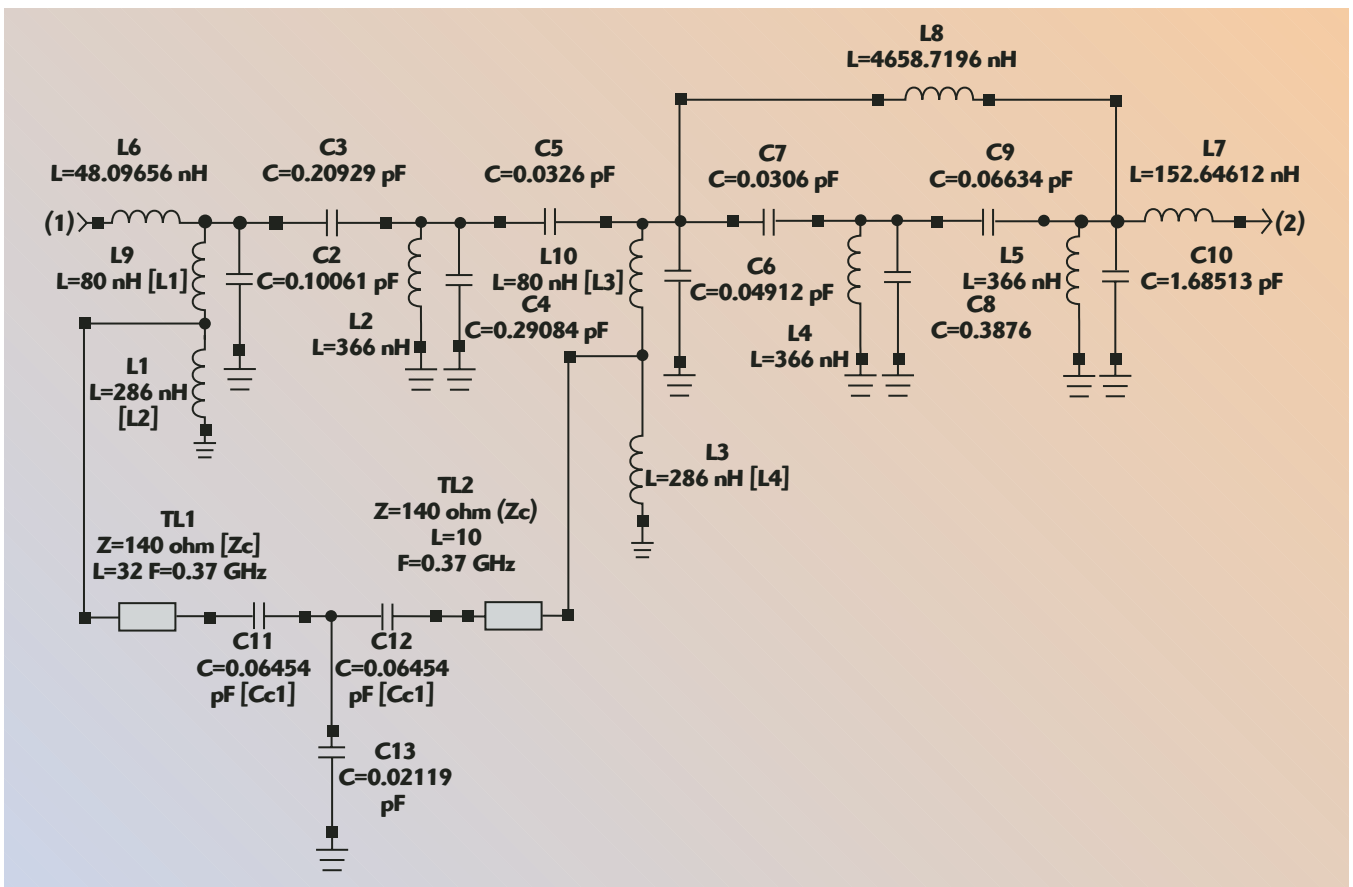 L8
L=4658.7196 nH
L6
L=48.09656 nH
C3
C=0.20929 pF
C5
C=0.0326 pF
C7
C=0.0306 pF
C9
C=0.06634 pF
L7
L=152.64612 nH
(1)
(2)
L9
L=80 nH [L1]
C2
C=0.10061 pF
L10
L=80 nH [L3]
C4
C=0.29084 pF
C6
C=0.04912 pF
L5
L=366 nH
C8
C=0.3876
C10
C=1.68513 pF
L2
L=366 nH
L4
L=366 nH
L1
L=286 nH
[L2]
L3
L=286 nH [L4]
TL2
Z=140 ohm (Zc)
L=10
F=0.37 GHz
TL1
Z=140 ohm [Zc]
L=32 F=0.37 GHz
C11
C=0.06454
pF [Cc1]
C12
C=0.06454
pF [Cc1]
C13
C=0.02119
pF